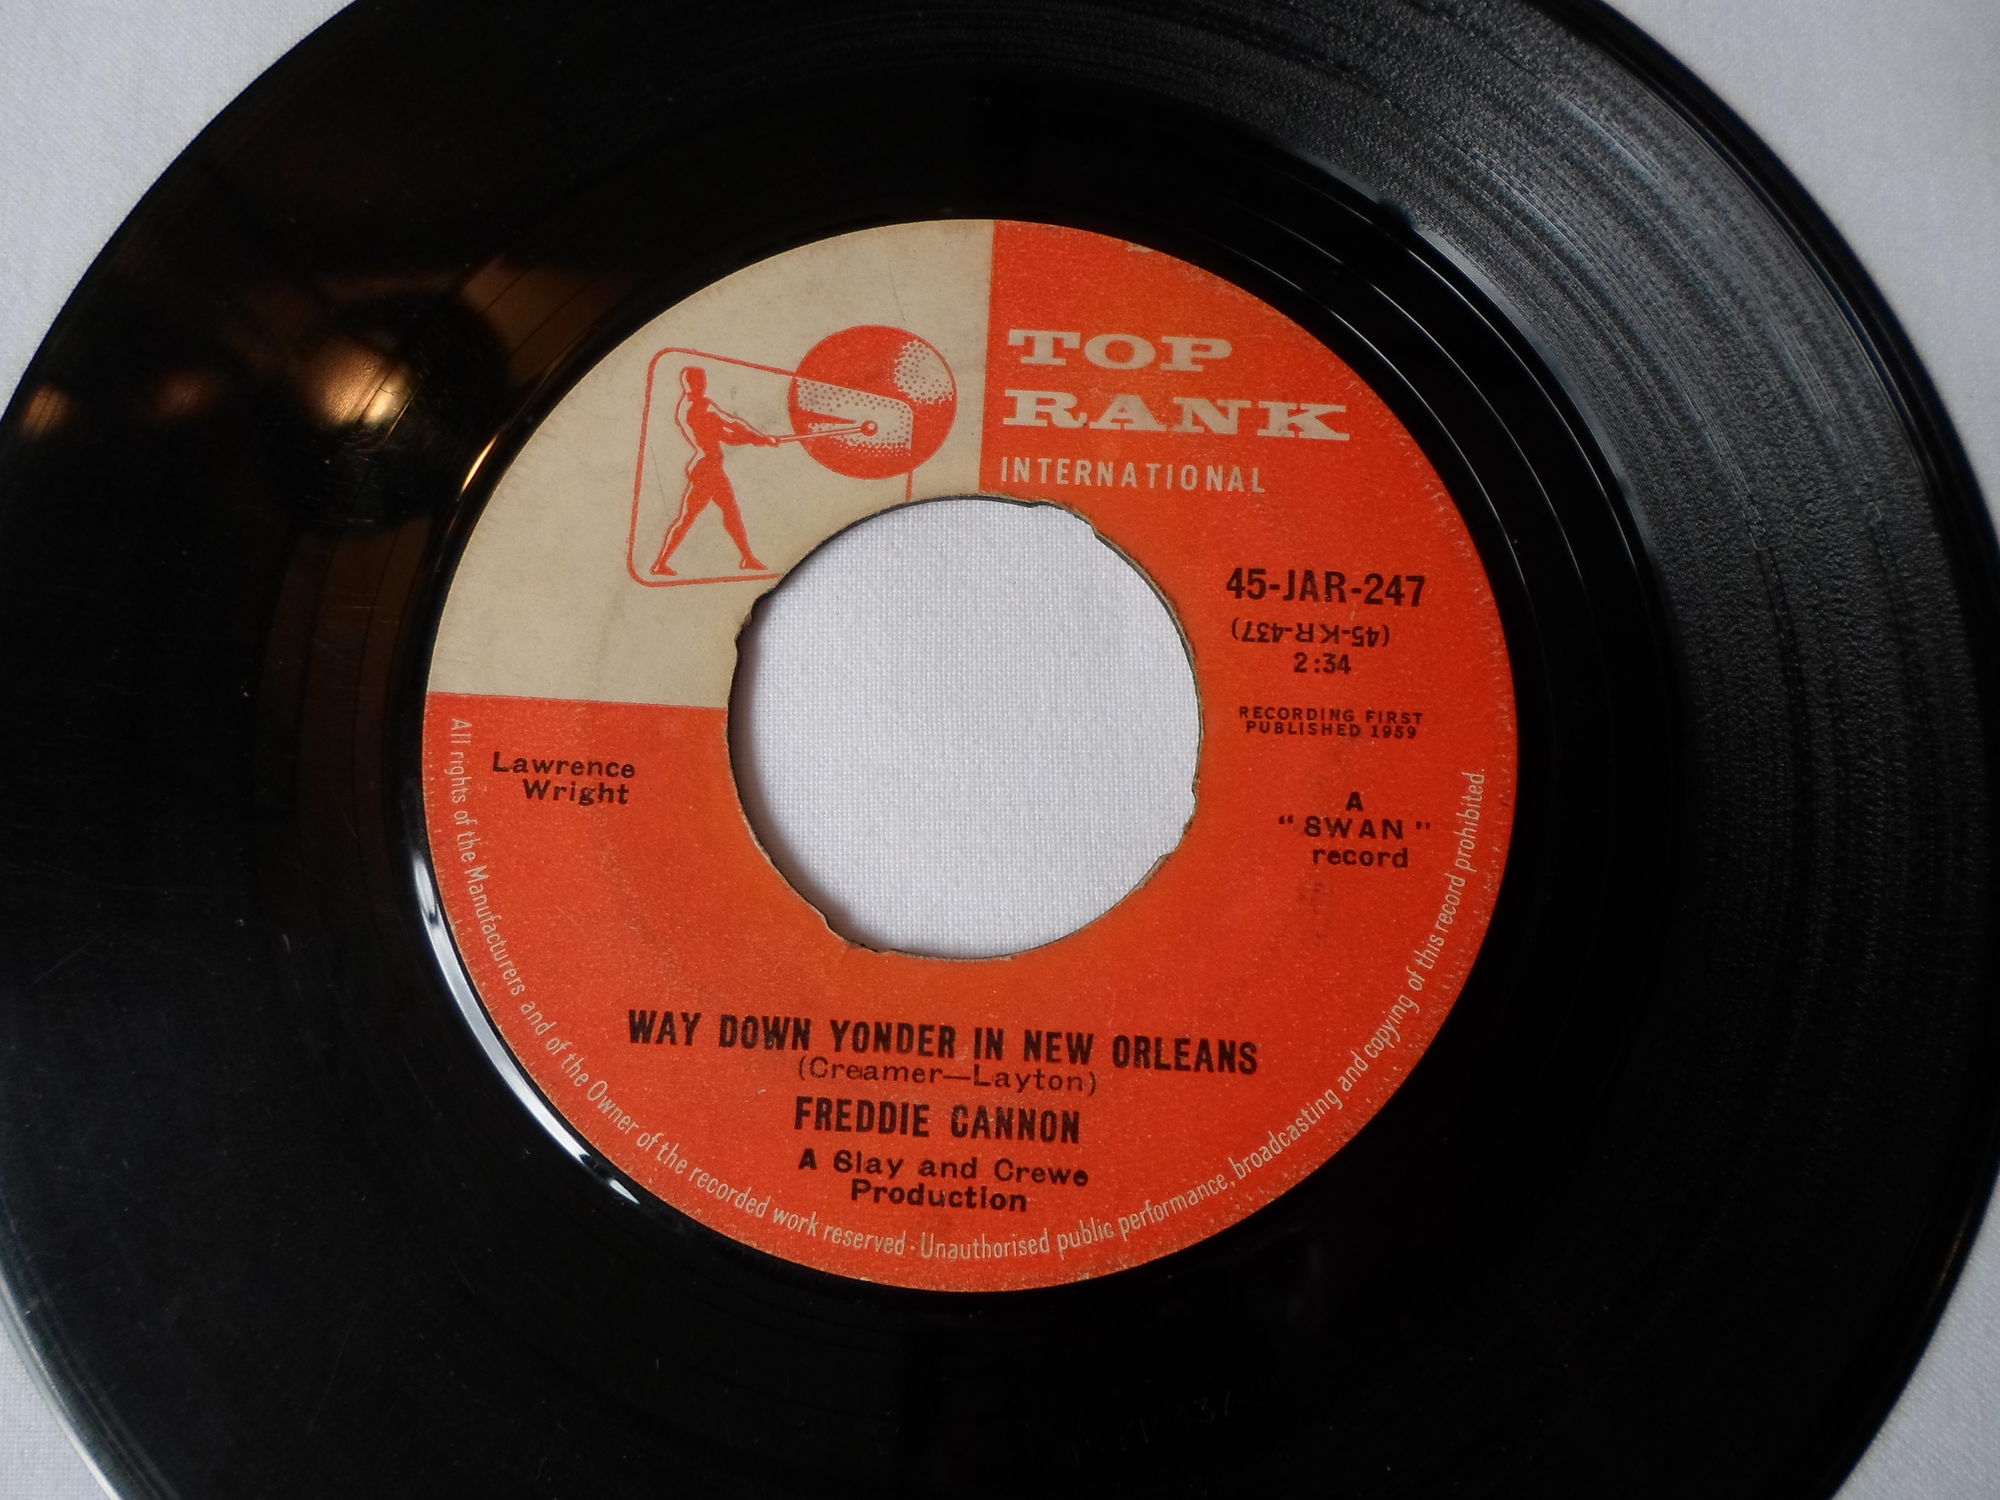 TOP
RANK
INTERNATIONAL
45-JAR-247
(45-KR-437)
2:34
RECORDING FIRST
PUBLISHED 1959
Lawrence
Wright
A
"SWAN"
record
WAY DOWN YONDER IN NEW ORLEANS
(Creamer—Layton)
FREDDIE CANNON
A Slay and Crewe
Production
All rights of the Manufacturers and of the Owner of the recorded work reserved · Unauthorised public performance, broadcasting and copying of this record prohibited.